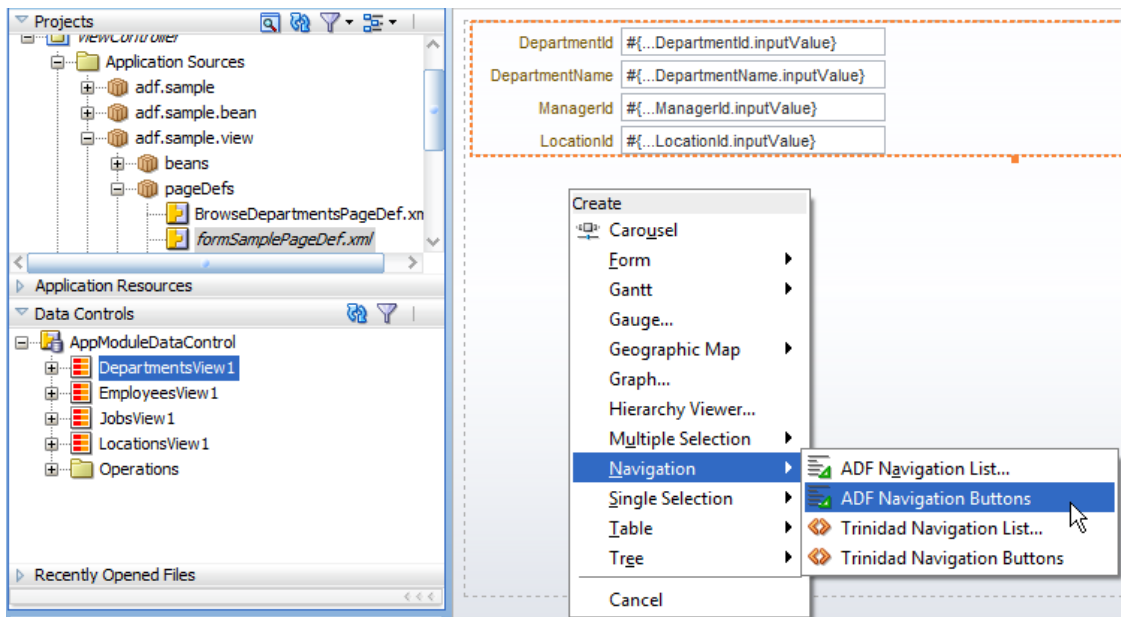 Projects
ViewController
Application Sources
adf.sample
adf.sample.bean
adf.sample.view
beans
pageDefs
BrowseDepartmentsPageDef.xm
formSamplePageDef.xml
Application Resources
Data Controls
AppModuleDataControl
DepartmentsView1
EmployeesView1
JobsView1
LocationsView1
Operations
Recently Opened Files
DepartmentId #{...DepartmentId.inputValue}
DepartmentName #{...DepartmentName.inputValue}
ManagerId #{...ManagerId.inputValue}
LocationId #{...LocationId.inputValue}
Create
Carousel
Form
Gantt
Gauge...
Geographic Map
Graph...
Hierarchy Viewer...
Multiple Selection
Navigation
Single Selection
Table
Tree
Cancel
ADF Navigation List...
ADF Navigation Buttons
Trinidad Navigation List...
Trinidad Navigation Buttons